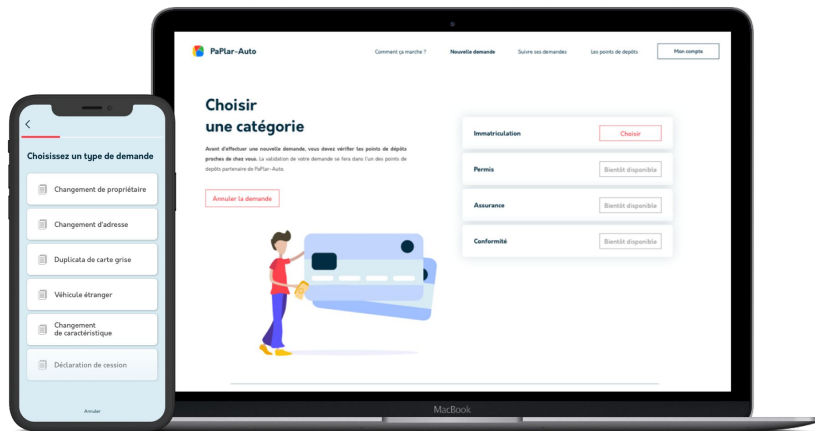 PaPlar-Auto
Comment ça marche ?
Nouvelle demande
Suivre ses demandes
Les points de depôts
Mon compte
Choisir
une catégorie
Avant d'effectuer une nouvelle demande, vous devez vérifier les points de dépôts
proches de chez vous. La validation de votre demande se fera dans l'un des points de
depôts partenaire de PaPlar-Auto.
Annuler la demande
Immatriculation
Choisir
Permis
Bientôt disponible
Assurance
Bientôt disponible
Conformité
Bientôt disponible
MacBook
Choisissez un type de demande
Changement de propriétaire
Changement d'adresse
Duplicata de carte grise
Véhicule étranger
Changement
de caractéristique
Déclaration de cession
Annuler